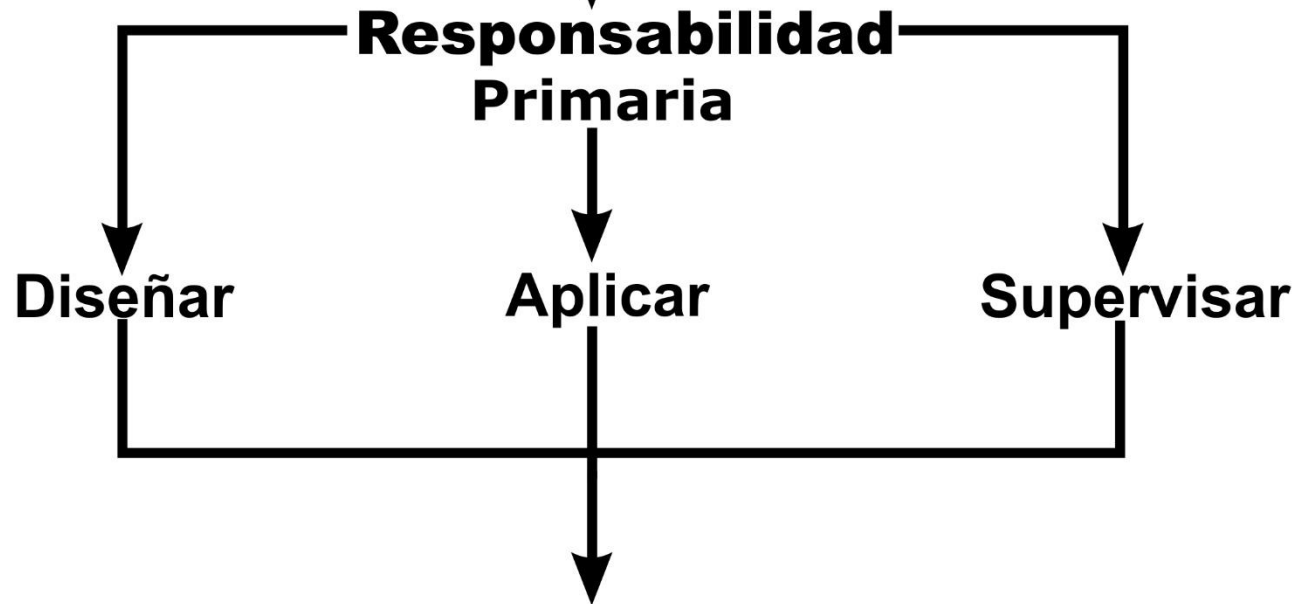 Responsabilidad
Primaria
Diseñar
Aplicar
Supervisar